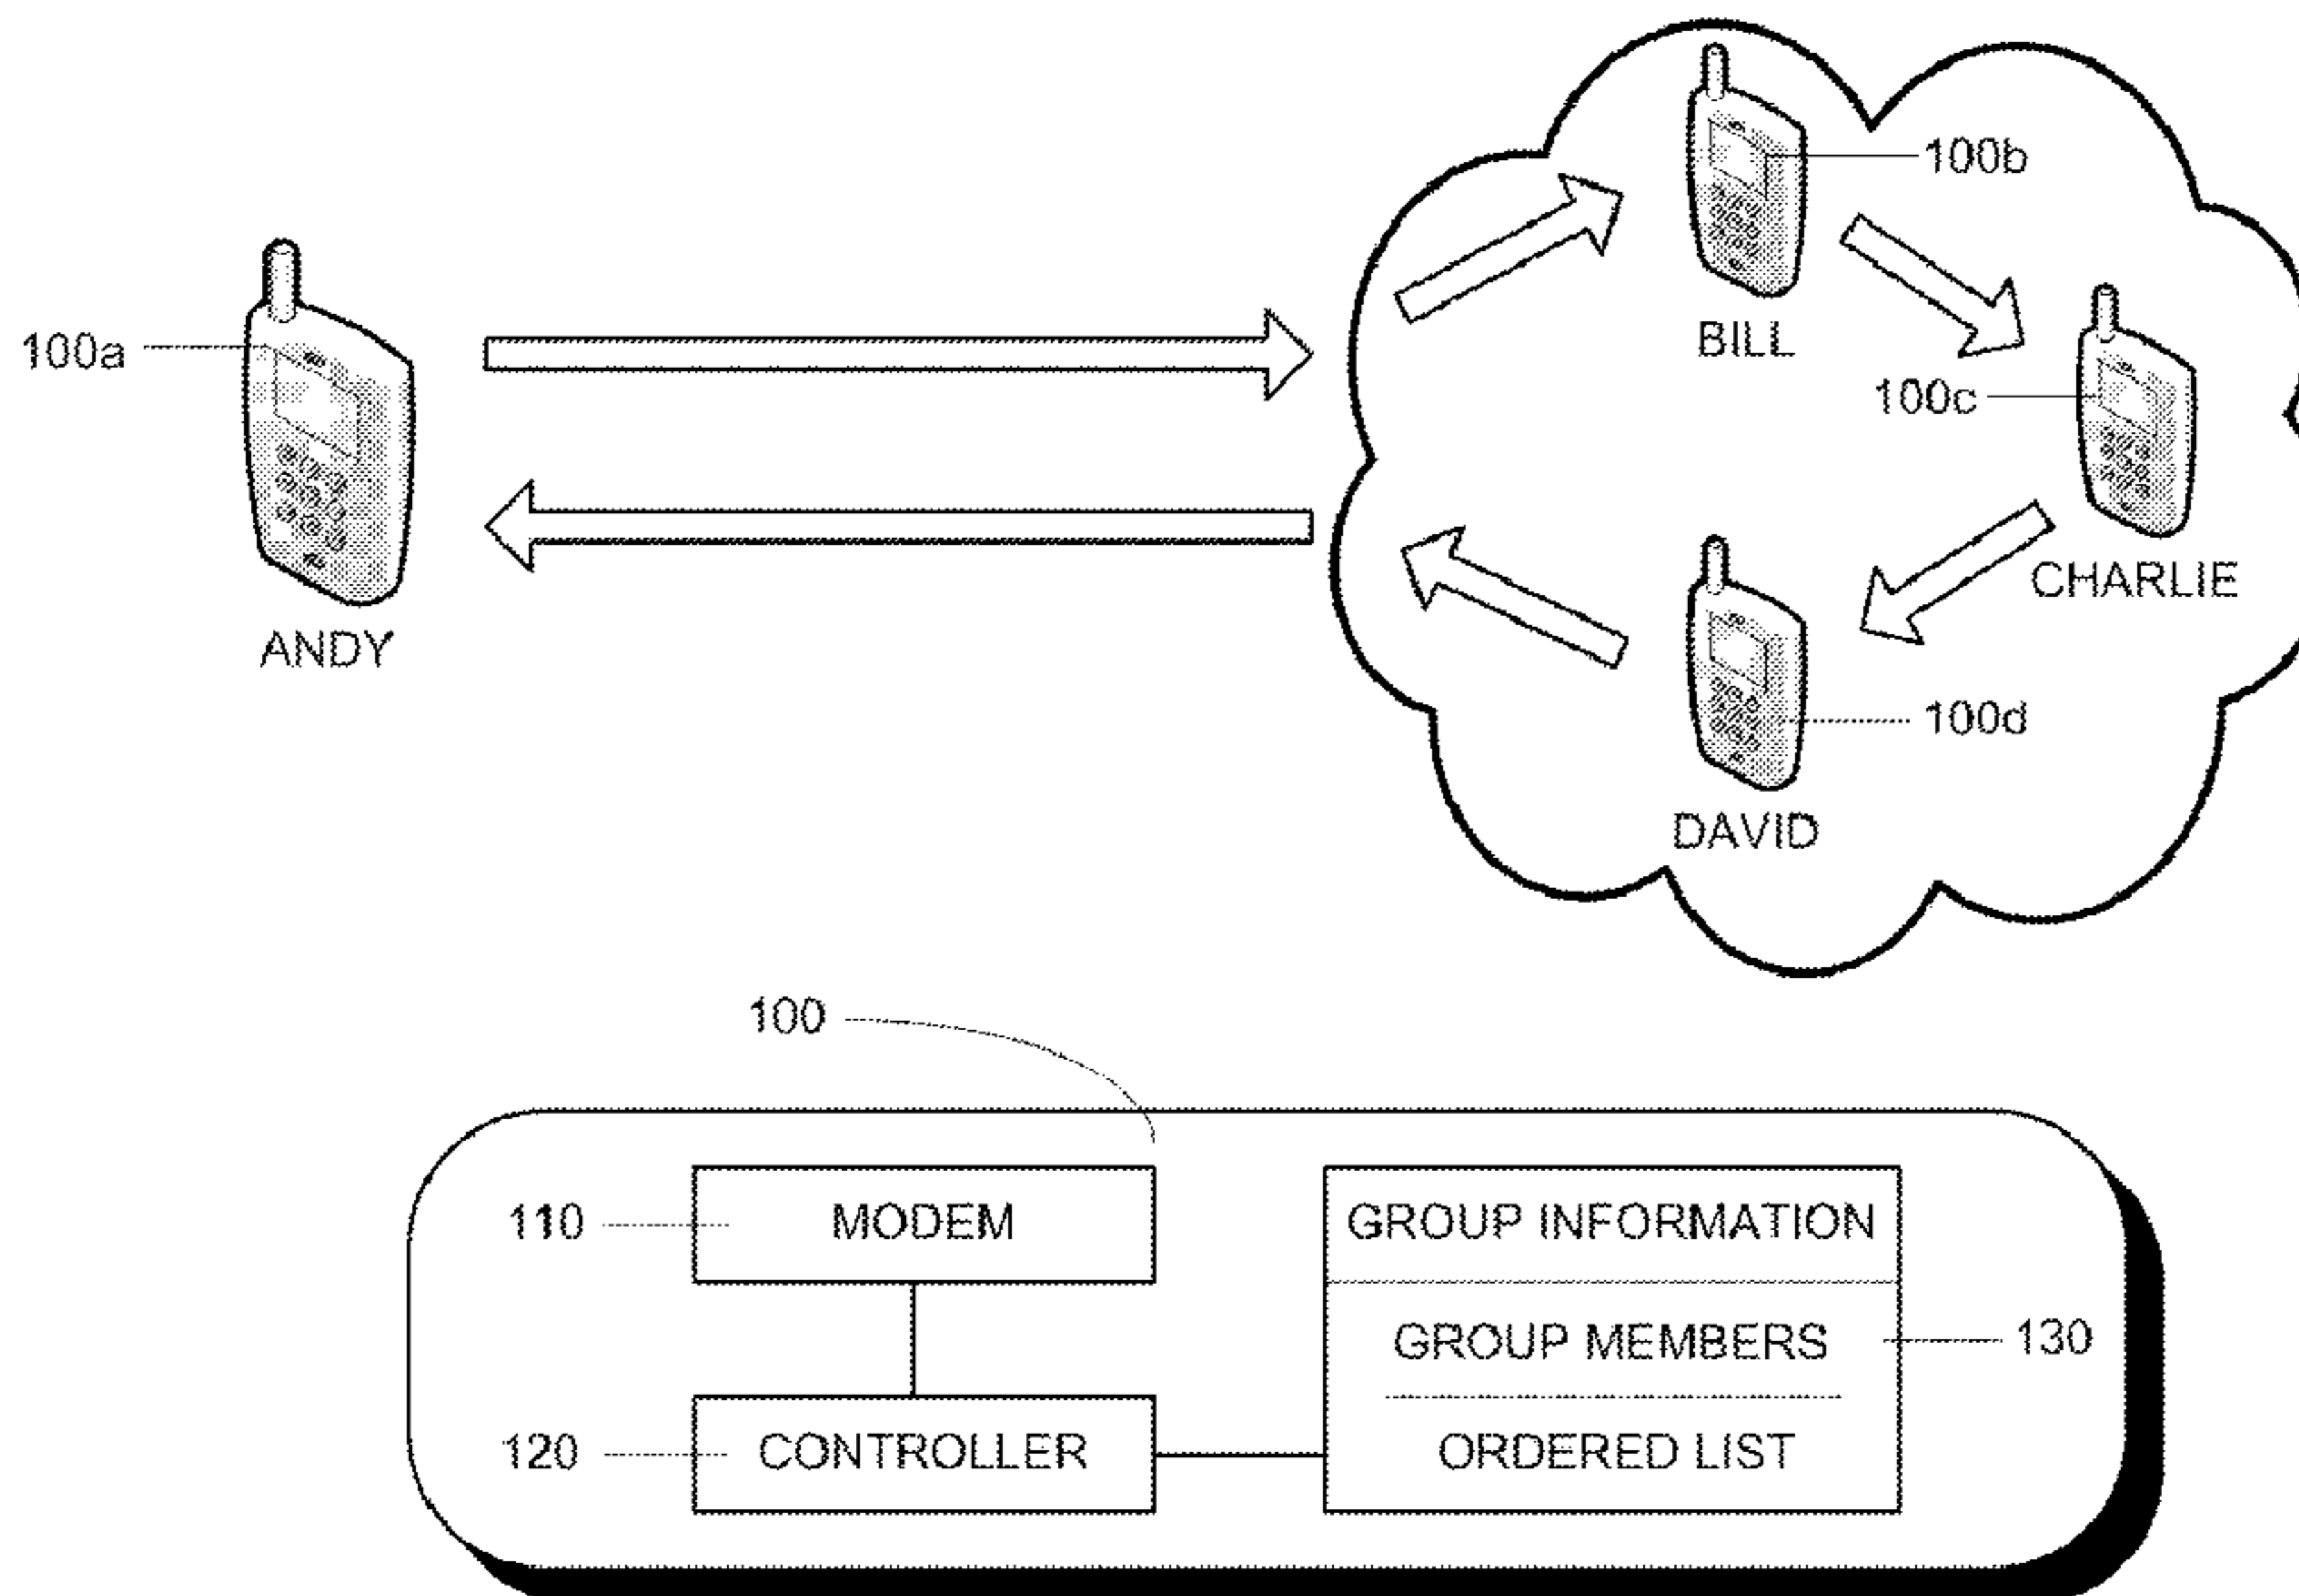 100b
BILL
100a
100c
CHARLIE
ANDY
100d
DAVID
100
110
MODEM
GROUP INFORMATION
GROUP MEMBERS
130
120
CONTROLLER
ORDERED LIST